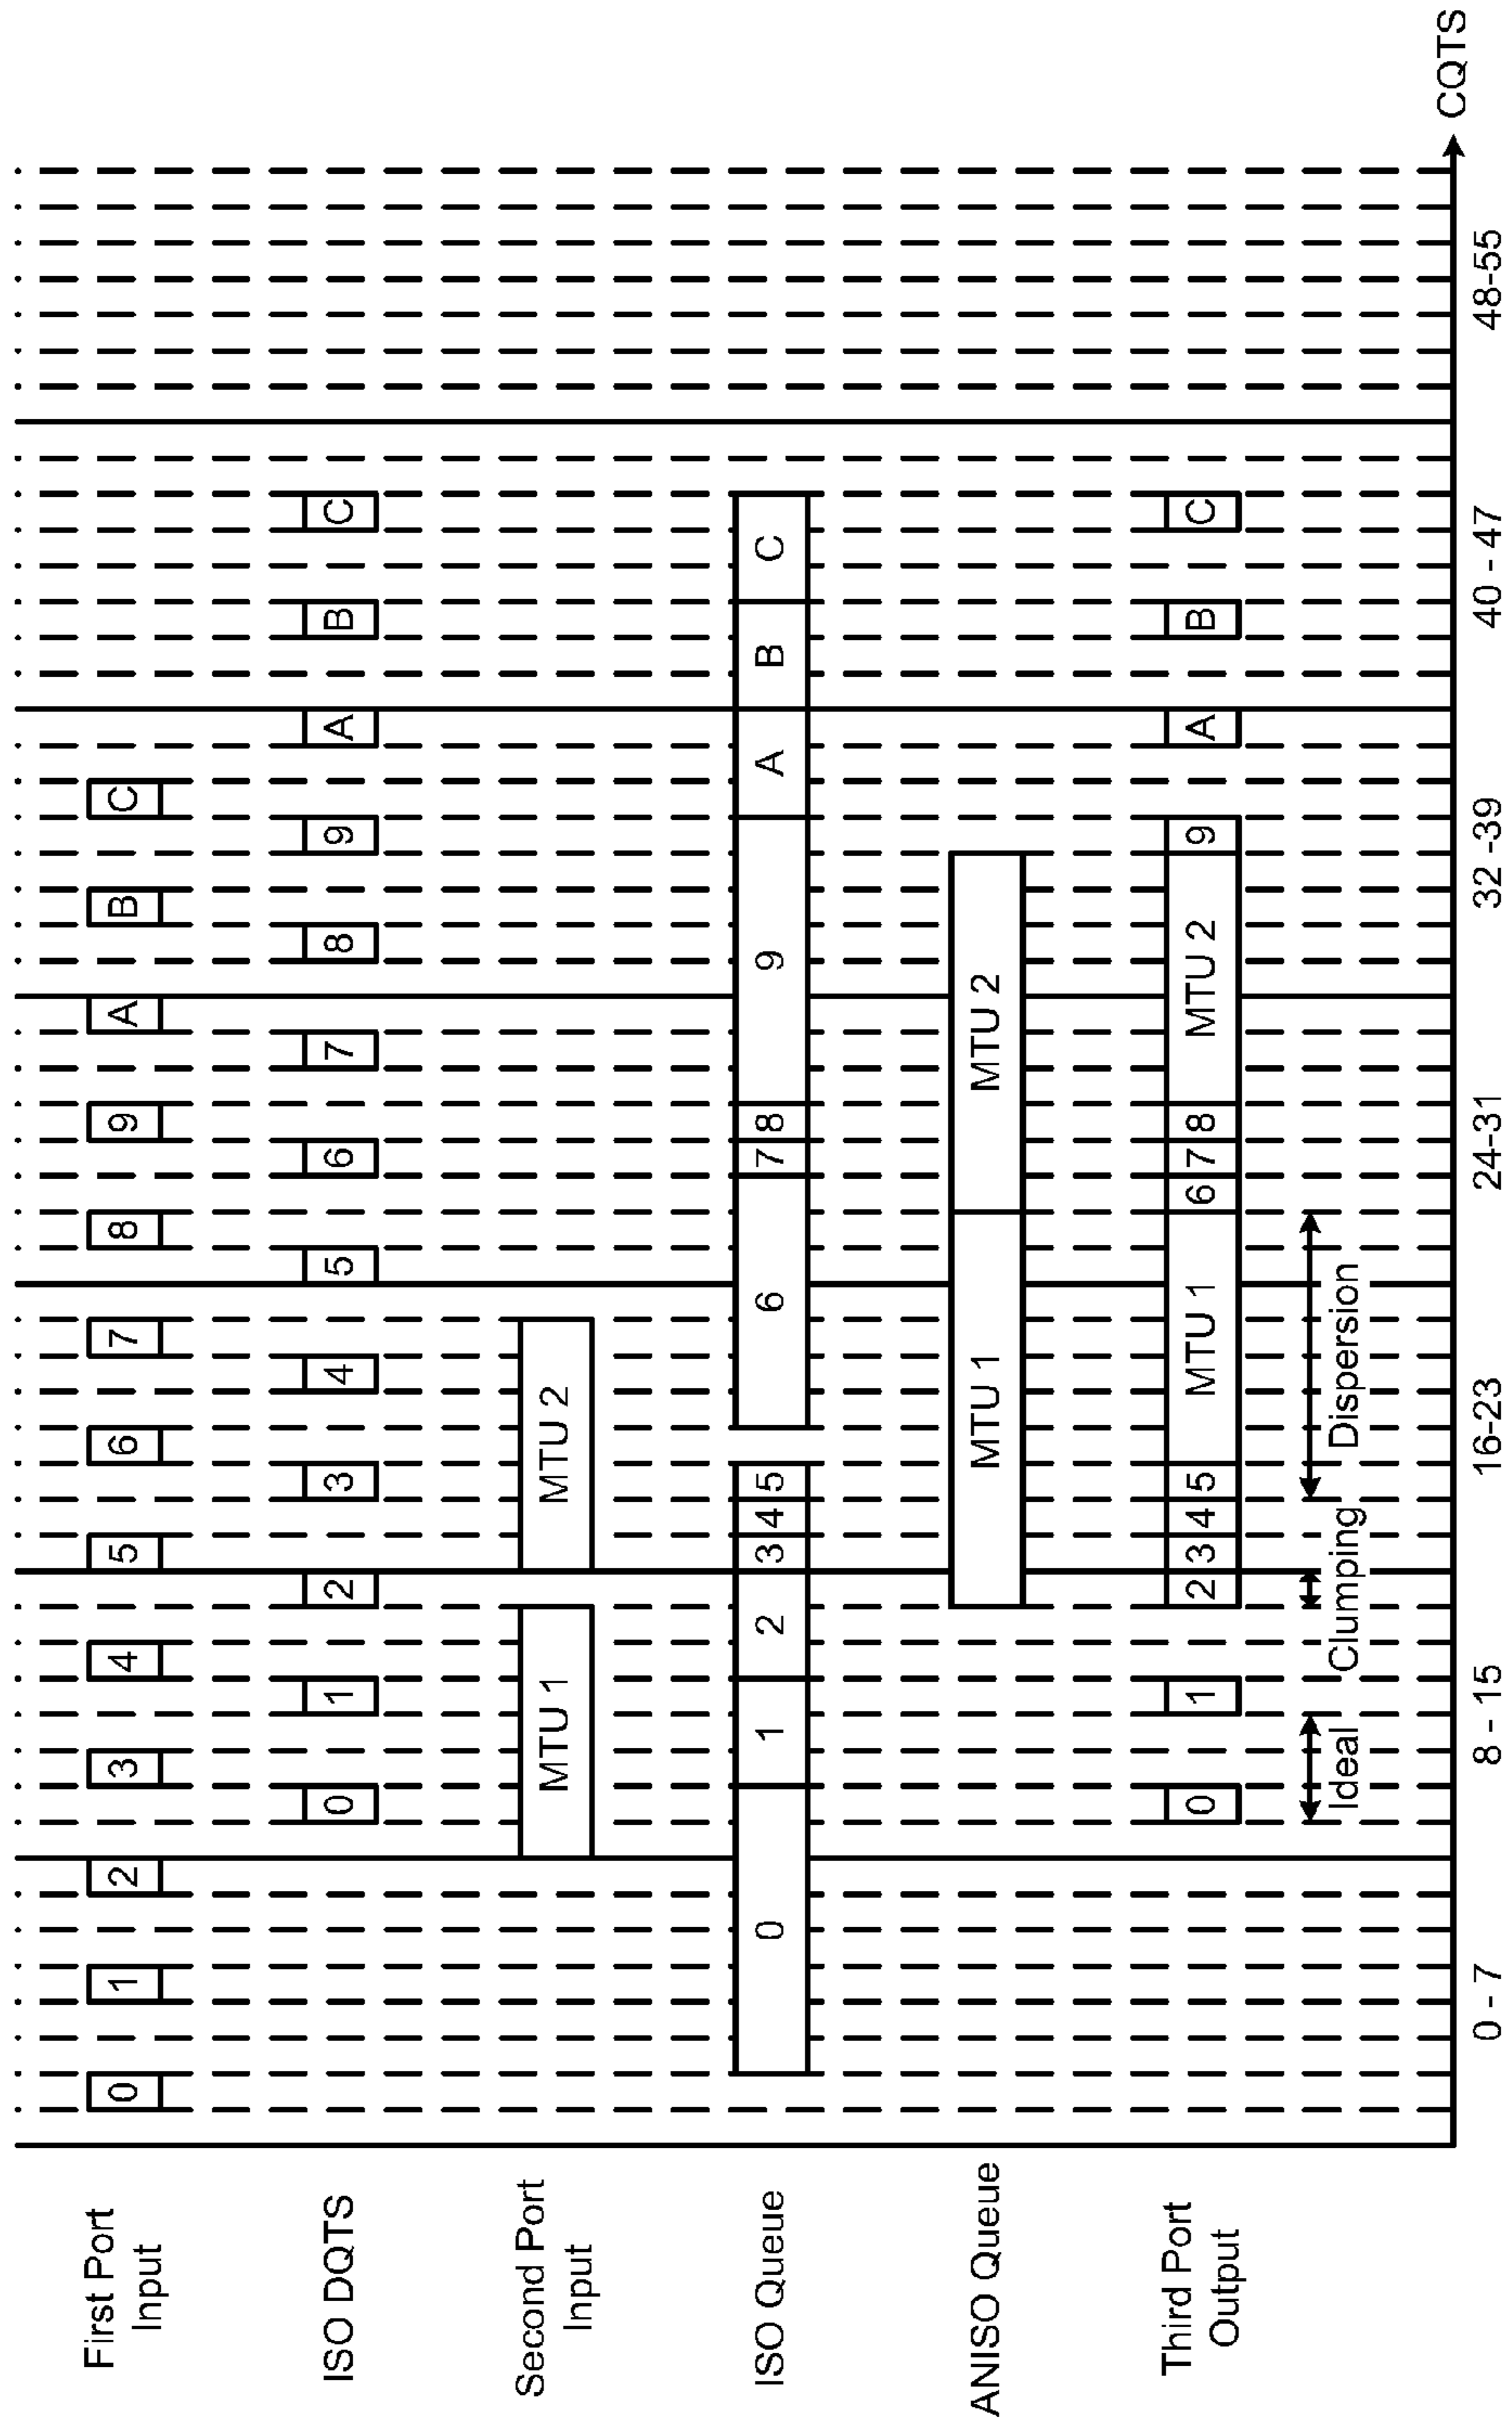 First Port
Input
0 1 2 3 4 5 6 7 8 9 A B C
ISO DQTS
0 1 2 3 4 5 6 7 8 9 A B C
Second Port
Input
MTU 1 MTU 2
ISO Queue
0 1 2 3 4 5 6 7 8 9 A B C
ANISO Queue
MTU 1 MTU 2
Third Port
Output
0 1 2 3 4 5 MTU 1 6 7 8 MTU 2 9 A B C
Ideal Clumping Dispersion
CQTS
0 - 7 8 - 15 16-23 24-31 32 -39 40 - 47 48-55